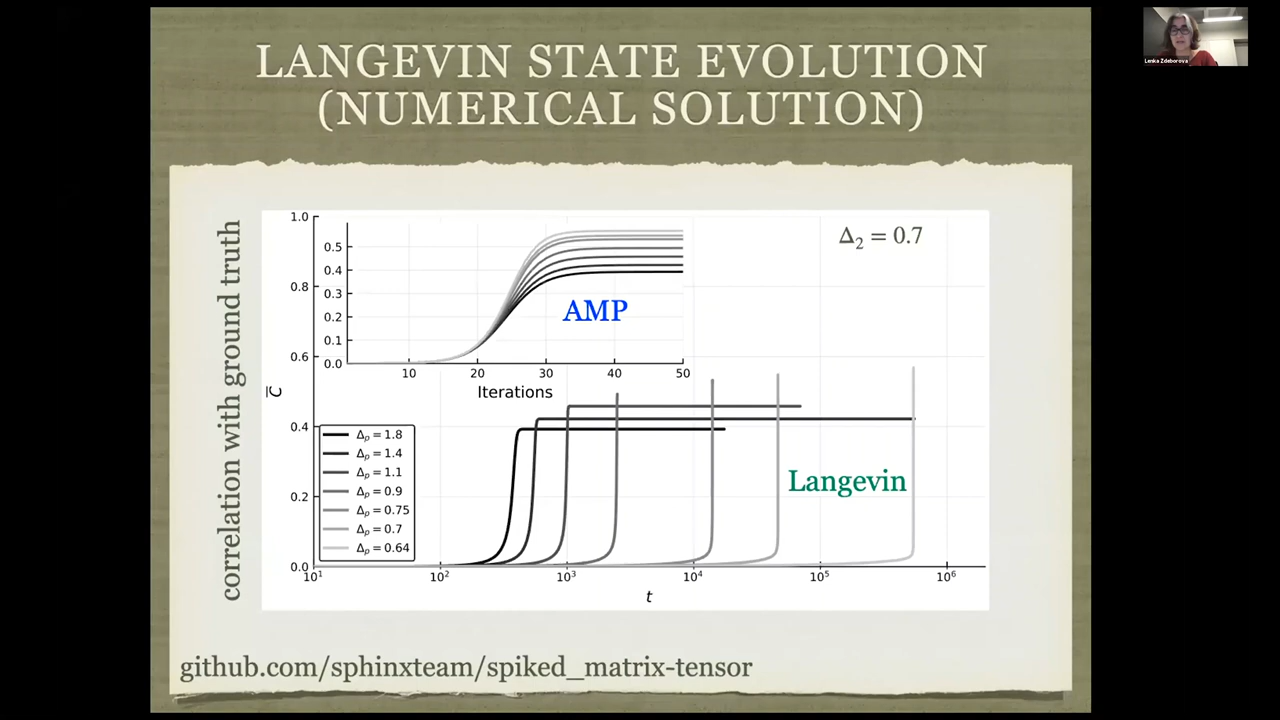 LANGEVIN STATE EVOLUTION
(NUMERICAL SOLUTION)
Lenka Zdeborova
correlation with ground truth
C̅
1.0
0.8
0.6
0.4
0.2
0.0
Δ₂ = 0.7
0.5
0.4
0.3
0.2
0.1
0.0
AMP
10 20 30 40 50
Iterations
Δₚ = 1.8
Δₚ = 1.4
Δₚ = 1.1
Δₚ = 0.9
Δₚ = 0.75
Δₚ = 0.7
Δₚ = 0.64
Langevin
10¹ 10² 10³ 10⁴ 10⁵ 10⁶
t
github.com/sphinxteam/spiked_matrix-tensor